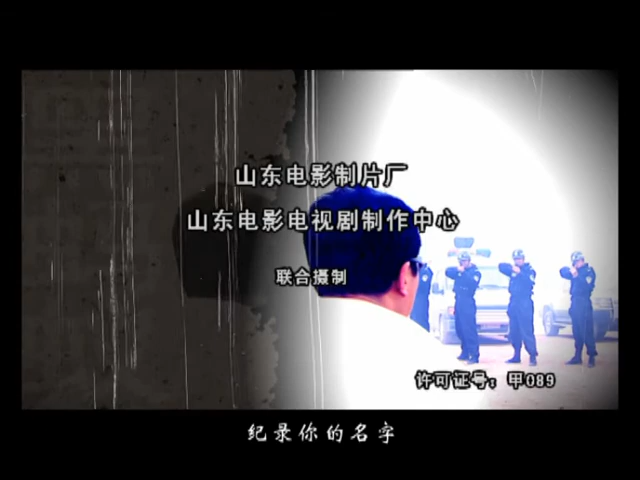 山东电影制片厂
山东电影电视剧制作中心
联合摄制
许可证号：甲089
纪录你的名字